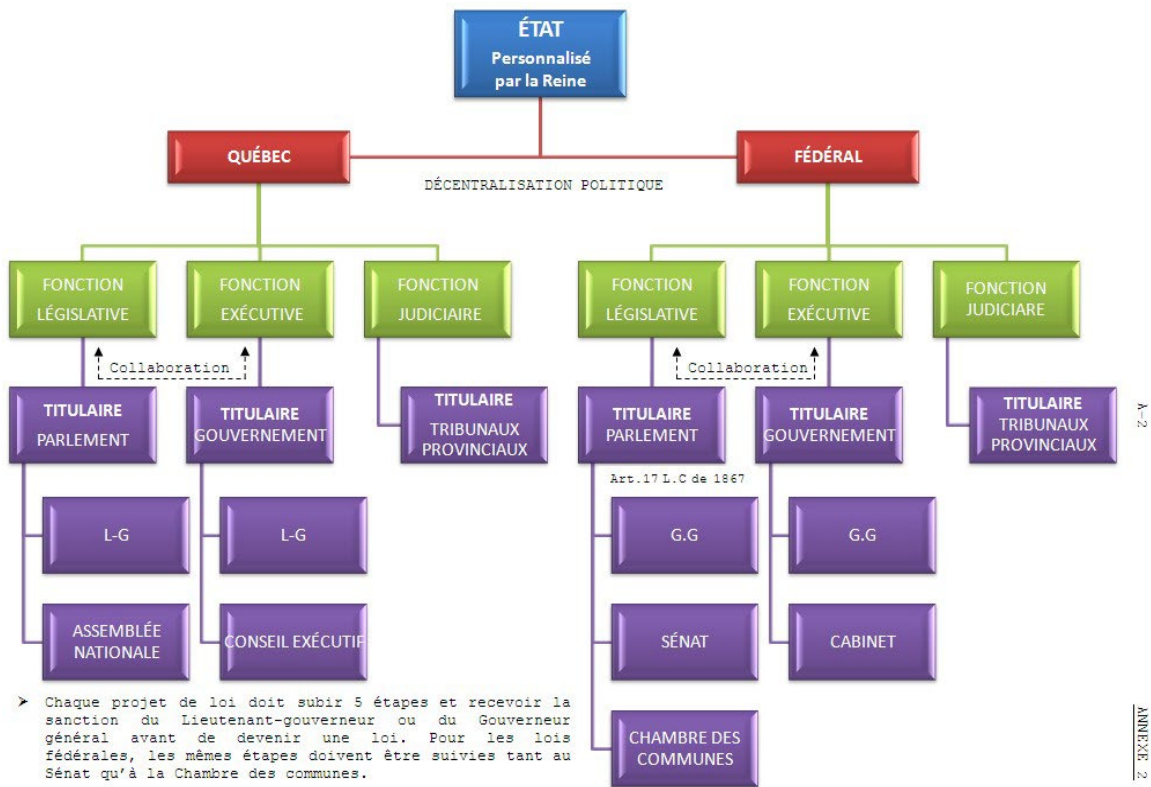 ÉTAT
Personnalisé
par la Reine
QUÉBEC
FÉDÉRAL
DÉCENTRALISATION POLITIQUE
FONCTION
LÉGISLATIVE
FONCTION
EXÉCUTIVE
FONCTION
JUDICIAIRE
FONCTION
LÉGISLATIVE
FONCTION
EXÉCUTIVE
FONCTION
JUDICIARE
Collaboration
Collaboration
TITULAIRE
PARLEMENT
TITULAIRE
GOUVERNEMENT
TITULAIRE
TRIBUNAUX
PROVINCIAUX
TITULAIRE
PARLEMENT
TITULAIRE
GOUVERNEMENT
TITULAIRE
TRIBUNAUX
PROVINCIAUX
A-2
Art.17 L.C de 1867
L-G
L-G
G.G
G.G
ASSEMBLÉE
NATIONALE
CONSEIL EXÉCUTIF
SÉNAT
CABINET
➢ Chaque projet de loi doit subir 5 étapes et recevoir la
sanction du Lieutenant-gouverneur ou du Gouverneur
général avant de devenir une loi. Pour les lois
fédérales, les mêmes étapes doivent être suivies tant au
Sénat qu’à la Chambre des communes.
CHAMBRE DES
COMMUNES
ANNEXE 2